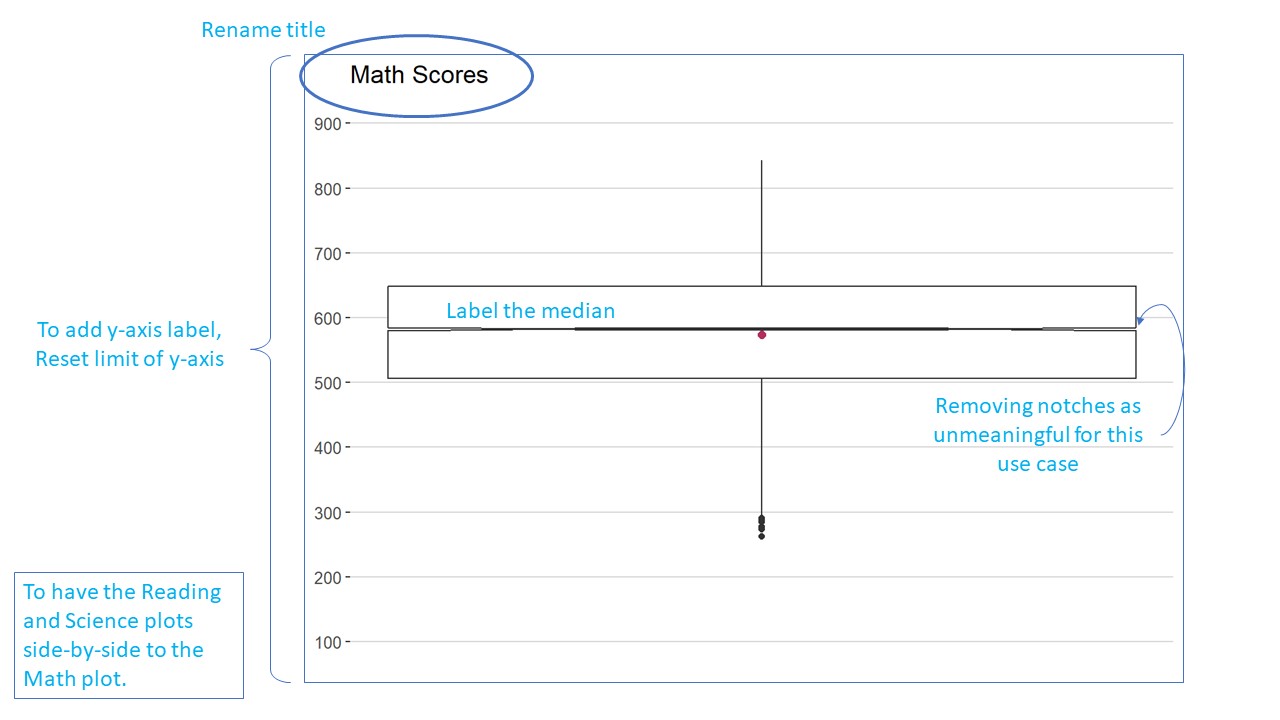 Rename title
Math Scores
900
800
700
600
500
400
300
200
100
Label the median
To add y-axis label,
Reset limit of y-axis
Removing notches as
unmeaningful for this
use case
To have the Reading
and Science plots
side-by-side to the
Math plot.